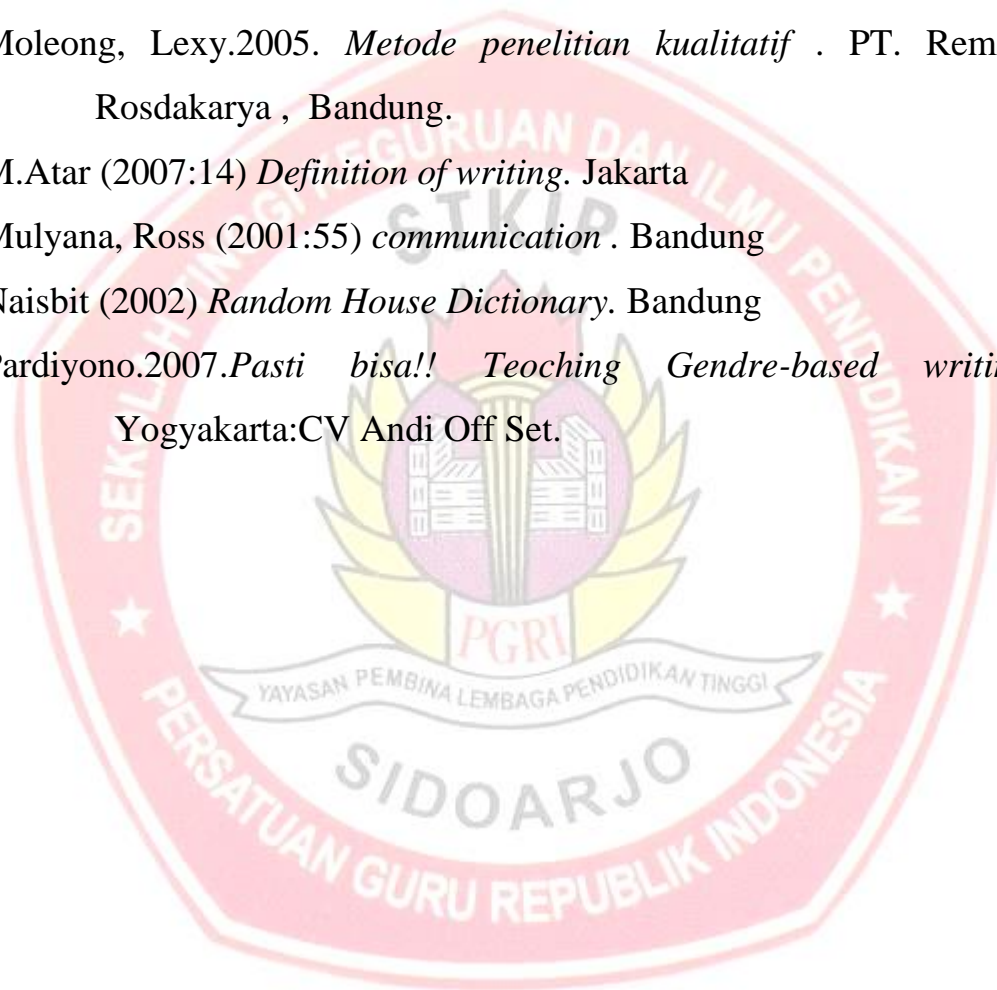 Moleong, Lexy.2005. Metode penelitian kualitatif . PT. Rem
Rosdakarya , Bandung.
M.Atar (2007:14) Definition of writing. Jakarta
Mulyana, Ross (2001:55) communication . Bandung
Naisbit (2002) Random House Dictionary. Bandung
Pardiyono.2007.Pasti bisa!! Teoching Gendre-based writin
Yogyakarta:CV Andi Off Set.
SEKOLAH TINGGI KEGURUAN DAN ILMU PENDIDIKAN
STKIP
PGRI
YAYASAN PEMBINA LEMBAGA PENDIDIKAN TINGGI
SIDOARJO
PERSATUAN GURU REPUBLIK INDONESIA